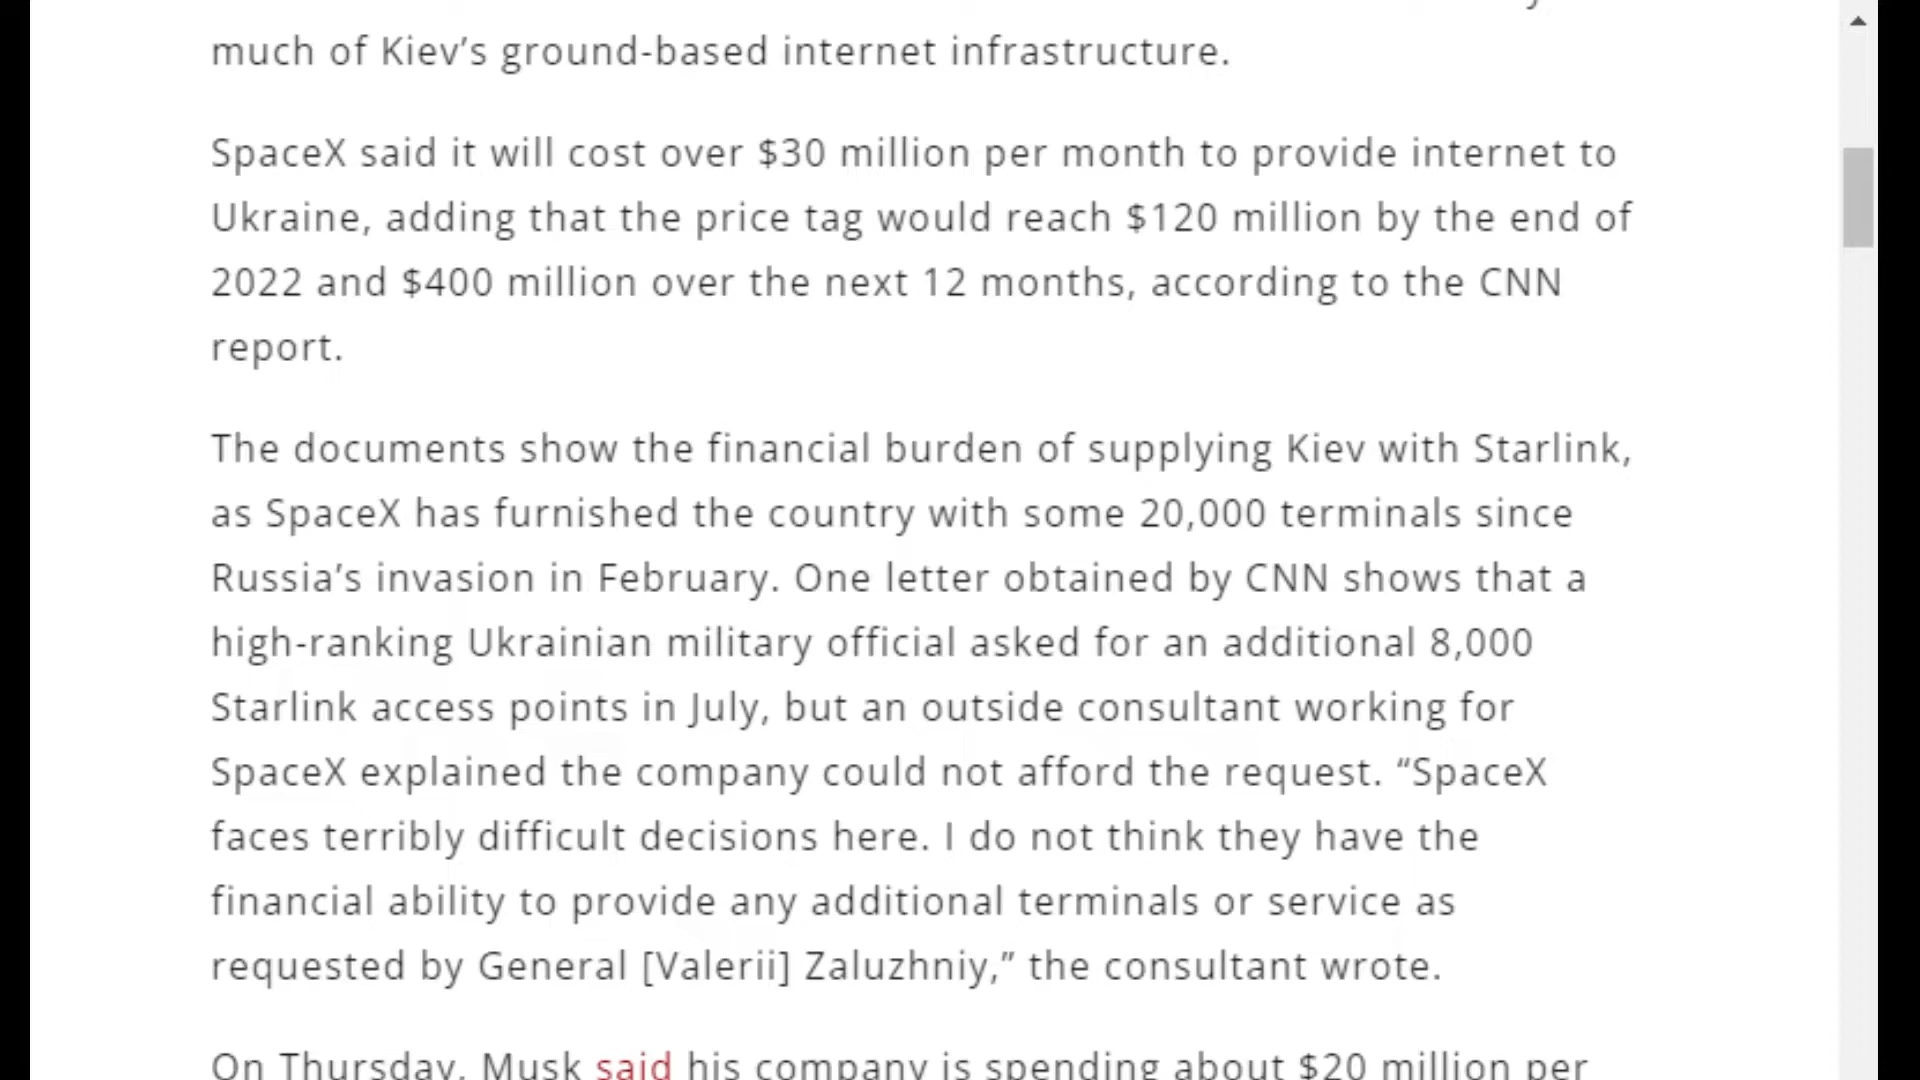 much of Kiev’s ground-based internet infrastructure.
SpaceX said it will cost over $30 million per month to provide internet to
Ukraine, adding that the price tag would reach $120 million by the end of
2022 and $400 million over the next 12 months, according to the CNN
report.
The documents show the financial burden of supplying Kiev with Starlink,
as SpaceX has furnished the country with some 20,000 terminals since
Russia’s invasion in February. One letter obtained by CNN shows that a
high-ranking Ukrainian military official asked for an additional 8,000
Starlink access points in July, but an outside consultant working for
SpaceX explained the company could not afford the request. “SpaceX
faces terribly difficult decisions here. I do not think they have the
financial ability to provide any additional terminals or service as
requested by General [Valerii] Zaluzhniy,” the consultant wrote.
On Thursday, Musk said his company is spending about $20 million per